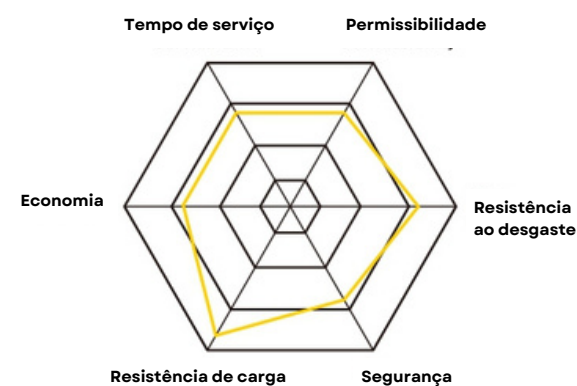 Tempo de serviço
Permissibilidade
Economia
Resistência
ao desgaste
Resistência de carga
Segurança